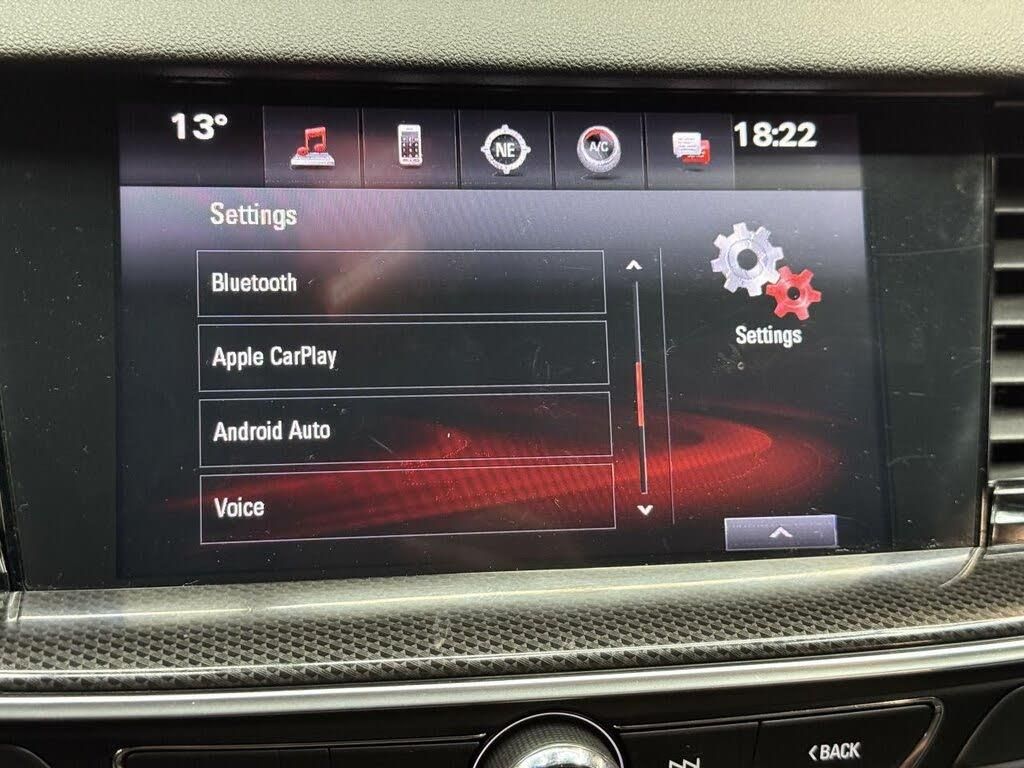 13°
NE
A/C
18:22
Settings
Bluetooth
Apple CarPlay
Android Auto
Voice
Settings
BACK